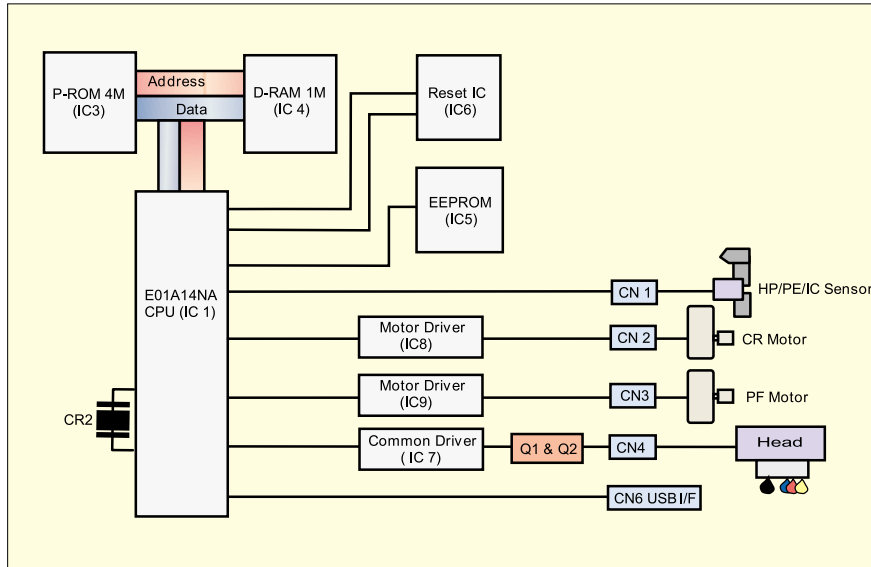 P-ROM 4M
(IC3)
Address
Data
D-RAM 1M
(IC 4)
Reset IC
(IC6)
EEPROM
(IC5)
E01A14NA
CPU (IC 1)
CN 1
HP/PE/IC Sensor
Motor Driver
(IC8)
CN 2
CR Motor
Motor Driver
(IC9)
CN3
PF Motor
CR2
Common Driver
( IC 7)
Q1 & Q2
CN4
Head
CN6 USB I/F